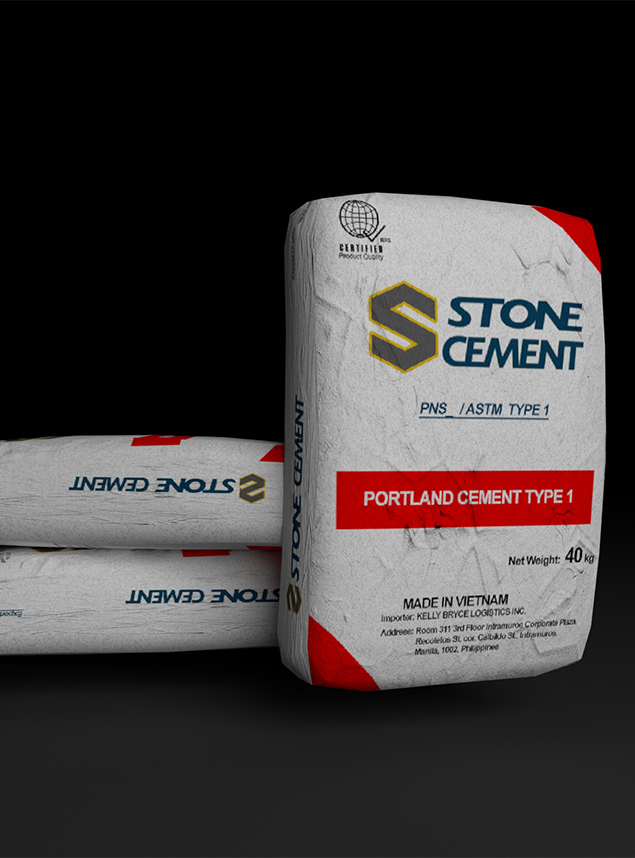 BPS
CERTIFIED
Product Quality
STONE
CEMENT
PNS_ / ASTM TYPE 1
PORTLAND CEMENT TYPE 1
Net Weight: 40 kg
MADE IN VIETNAM
Importer: KELLY BRYCE LOGISTICS INC.
Address: Room 311 3rd Floor Intramuros Corporate Plaza,
Recoletos St. cor. Cabildo St., Intramuros,
Manila, 1002, Philippines
STONE CEMENT
STONE CEMENT
STONE CEMENT